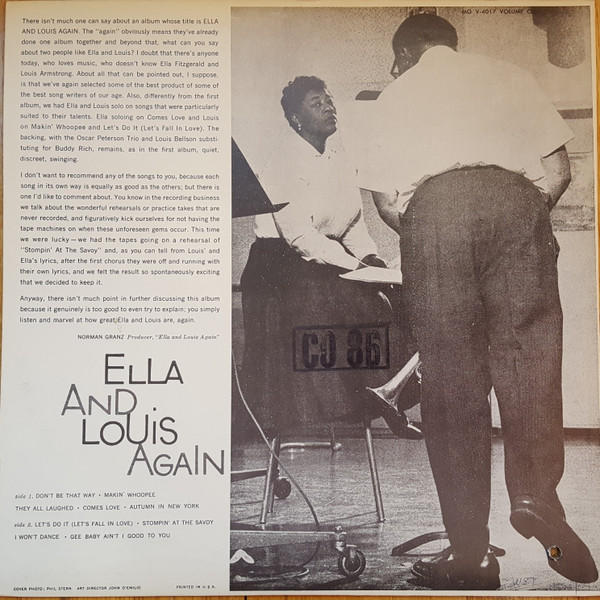 There isn't much one can say about an album whose title is ELLA
AND LOUIS AGAIN. The "again" obviously means they've already
done one album together and beyond that, what can you say
about two people like Ella and Louis? I doubt that there's anyone
today, who loves music, who doesn't know Ella Fitzgerald and
Louis Armstrong. About all that can be pointed out, I suppose,
is that we've again selected some of the best product of some of
the best song writers of our age. Also, differently from the first
album, we had Ella and Louis solo on songs that were particularly
suited to their talents. Ella soloing on Comes Love and Louis
on Makin' Whoopee and Let's Do It (Let's Fall In Love). The
backing, with the Oscar Peterson Trio and Louis Bellson substi-
tuting for Buddy Rich, remains, as in the first album, quiet,
discreet, swinging.
I don't want to recommend any of the songs to you, because each
song in its own way is equally as good as the others; but there is
one I'd like to comment about. You know in the recording business
we talk about the wonderful rehearsals or practice takes that are
never recorded, and figuratively kick ourselves for not having the
tape machines on when these unforeseen gems occur. This time
we were lucky—we had the tapes going on a rehearsal of
"Stompin' At The Savoy" and, as you can tell from Louis' and
Ella's lyrics, after the first chorus they were off and running with
their own lyrics, and we felt the result so spontaneously exciting
that we decided to keep it.
Anyway, there isn't much point in further discussing this album
because it genuinely is too good to even try to explain; you simply
listen and marvel at how great Ella and Louis are, again.
NORMAN GRANZ Producer, "Ella and Louis Again"
ELLA
AND
LOUIS
AGAIN
side 1. DON'T BE THAT WAY • MAKIN' WHOOPEE
THEY ALL LAUGHED • COMES LOVE • AUTUMN IN NEW YORK
side 2. LET'S DO IT (LET'S FALL IN LOVE) • STOMPIN' AT THE SAVOY
I WON'T DANCE • GEE BABY AIN'T I GOOD TO YOU
COVER PHOTO: PHIL STERN ART DIRECTOR JOHN D'EMILIO PRINTED IN U.S.A.
MG V-4017 VOLUME
CO 86